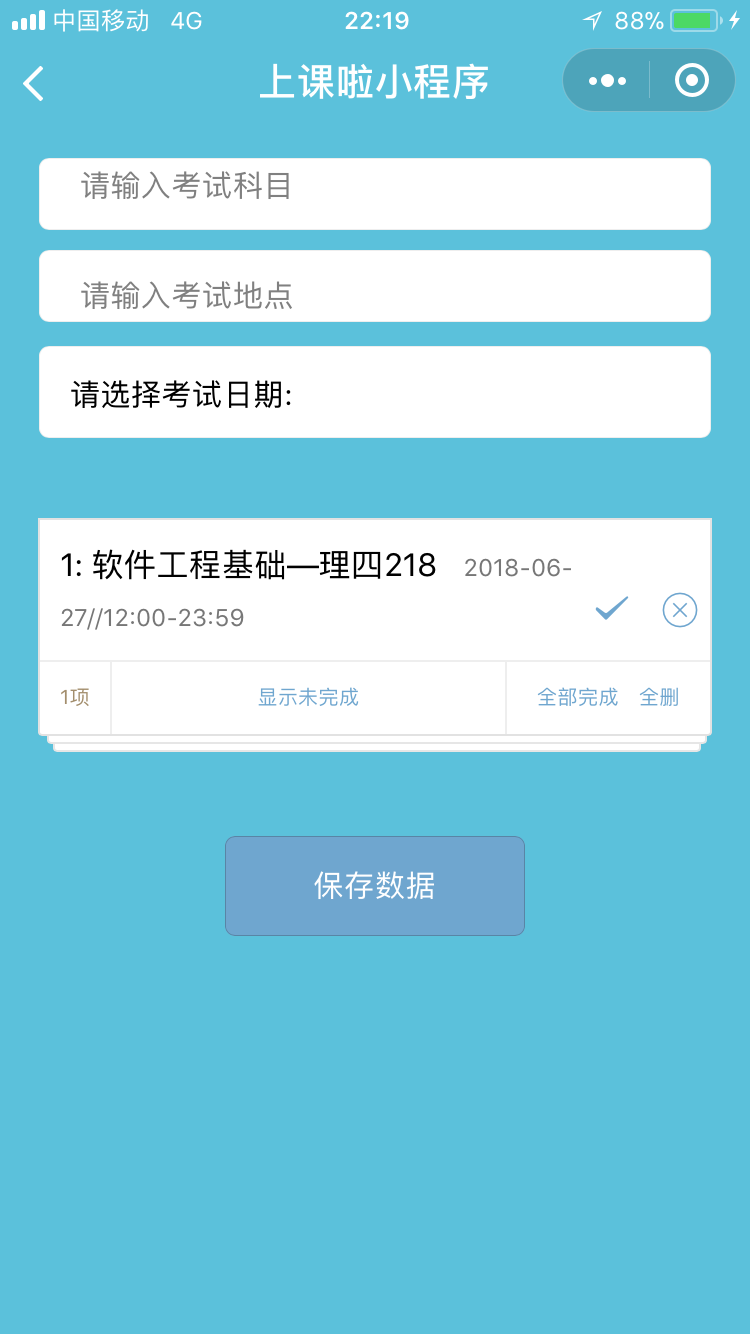 中国移动 4G 22:19 88%
上课啦小程序
请输入考试科目
请输入考试地点
请选择考试日期:
1: 软件工程基础—理四218 2018-06-
27//12:00-23:59
1项 显示未完成 全部完成 全删
保存数据